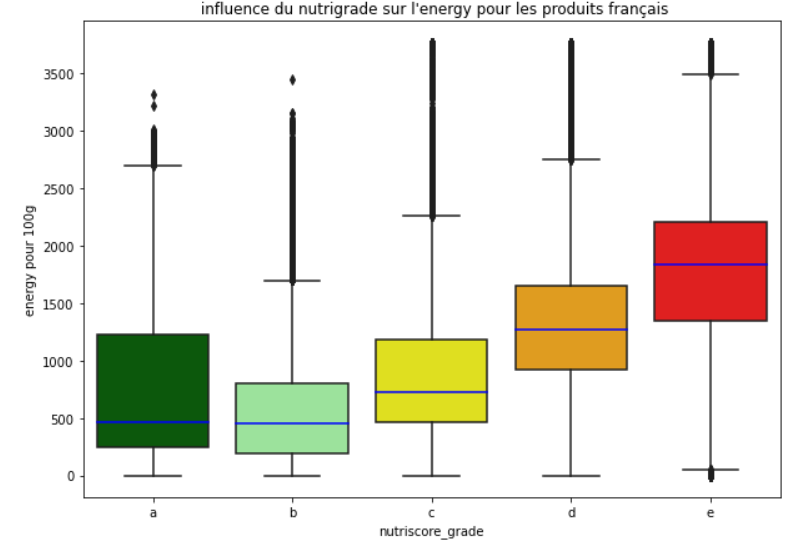 influence du nutrigrade sur l'energy pour les produits français
energy pour 100g
3500
3000
2500
2000
1500
1000
500
0
a b c d e
nutriscore_grade